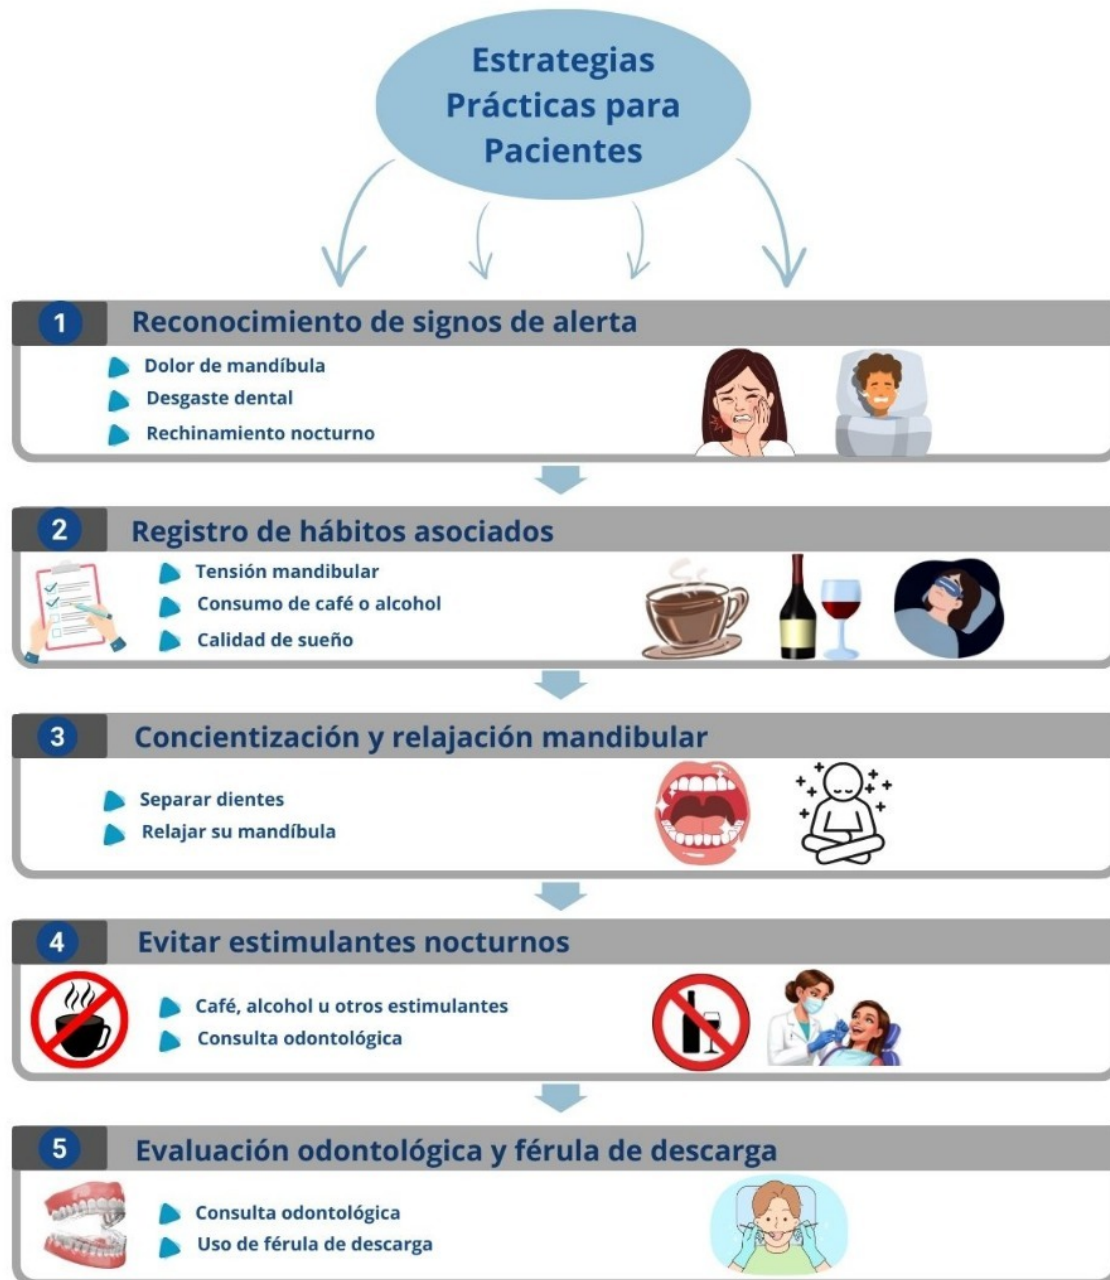 Estrategias
Prácticas para
Pacientes
1 Reconocimiento de signos de alerta
Dolor de mandíbula
Desgaste dental
Rechinamiento nocturno
2 Registro de hábitos asociados
Tensión mandibular
Consumo de café o alcohol
Calidad de sueño
3 Concientización y relajación mandibular
Separar dientes
Relajar su mandíbula
4 Evitar estimulantes nocturnos
Café, alcohol u otros estimulantes
Consulta odontológica
5 Evaluación odontológica y férula de descarga
Consulta odontológica
Uso de férula de descarga